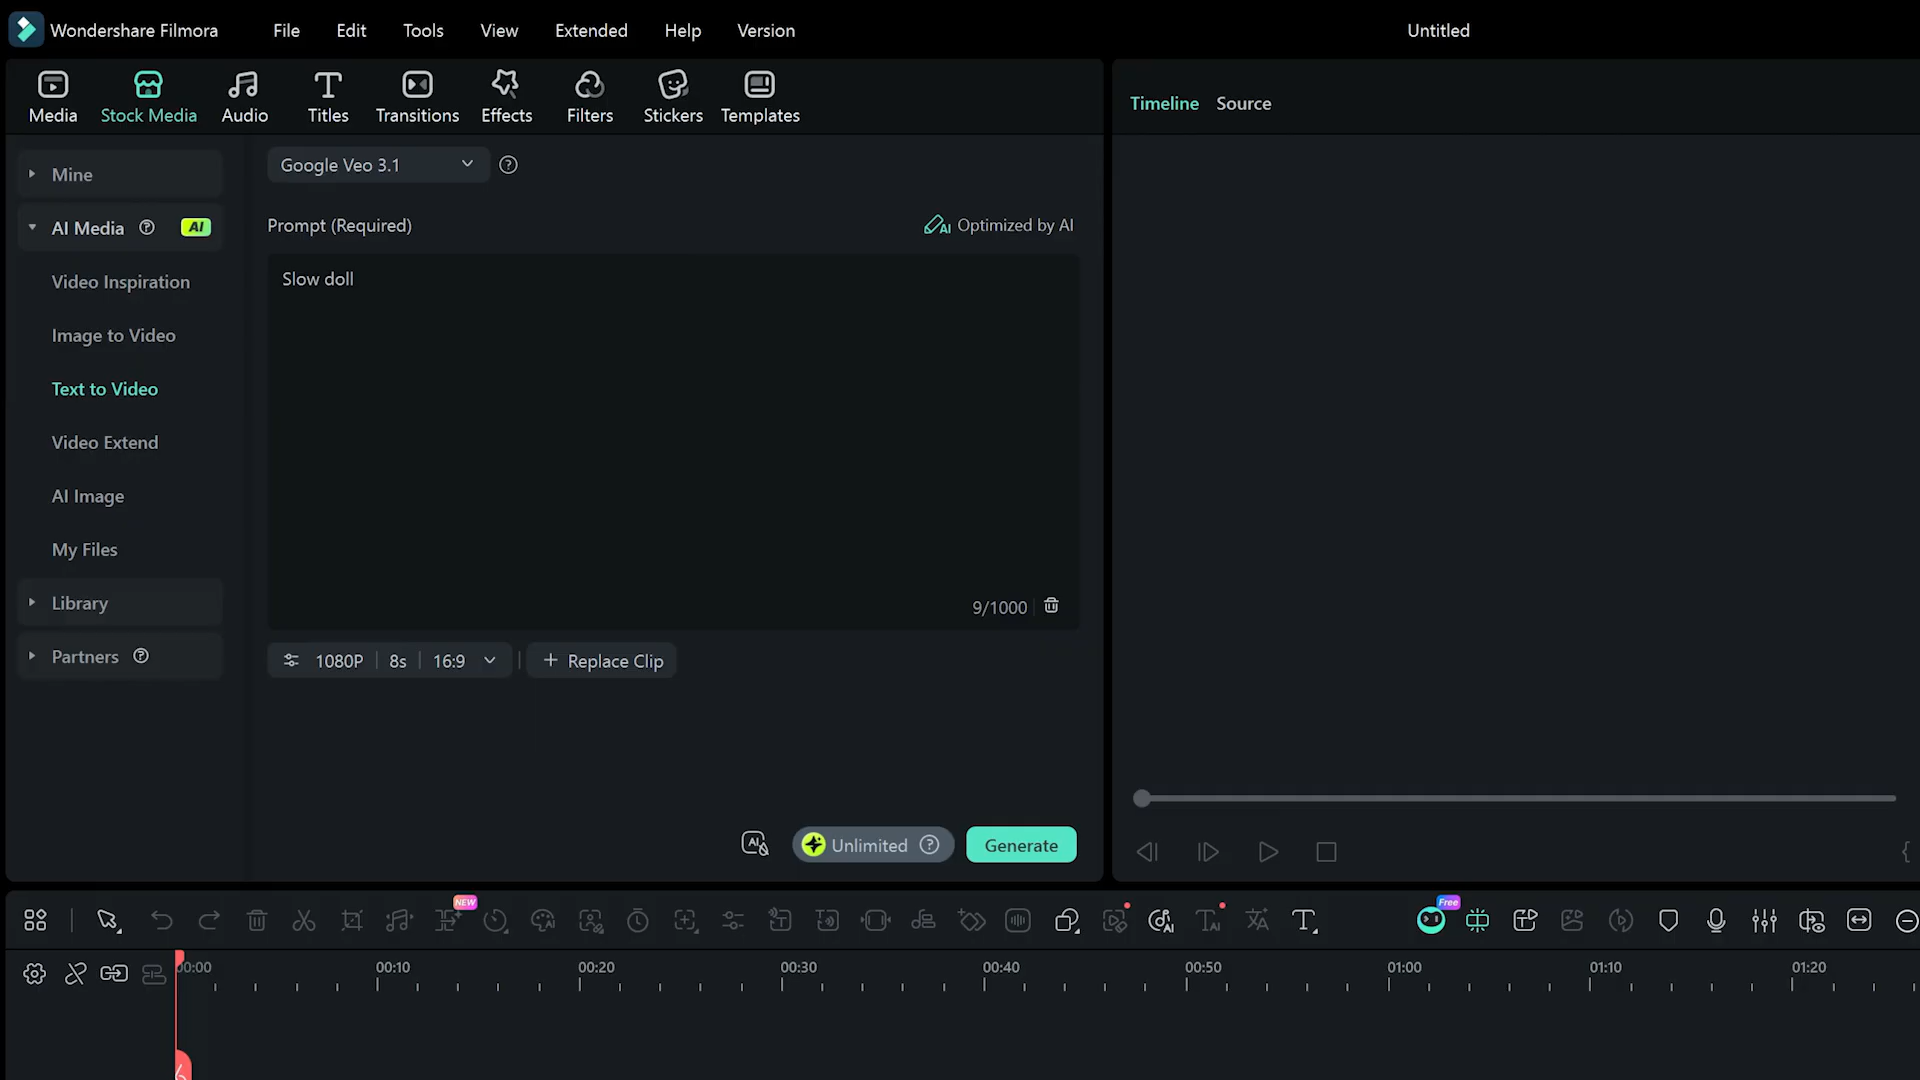 Wondershare Filmora File Edit Tools View Extended Help Version Untitled
Media Stock Media Audio Titles Transitions Effects Filters Stickers Templates
Timeline Source
Mine
AI Media AI
Video Inspiration
Image to Video
Text to Video
Video Extend
AI Image
My Files
Library
Partners
Google Veo 3.1
Prompt (Required) AI Optimized by AI
Slow doll
9/1000
1080P 8s 16:9 + Replace Clip
AI Unlimited Generate
NEW Free
00:00 00:10 00:20 00:30 00:40 00:50 01:00 01:10 01:20